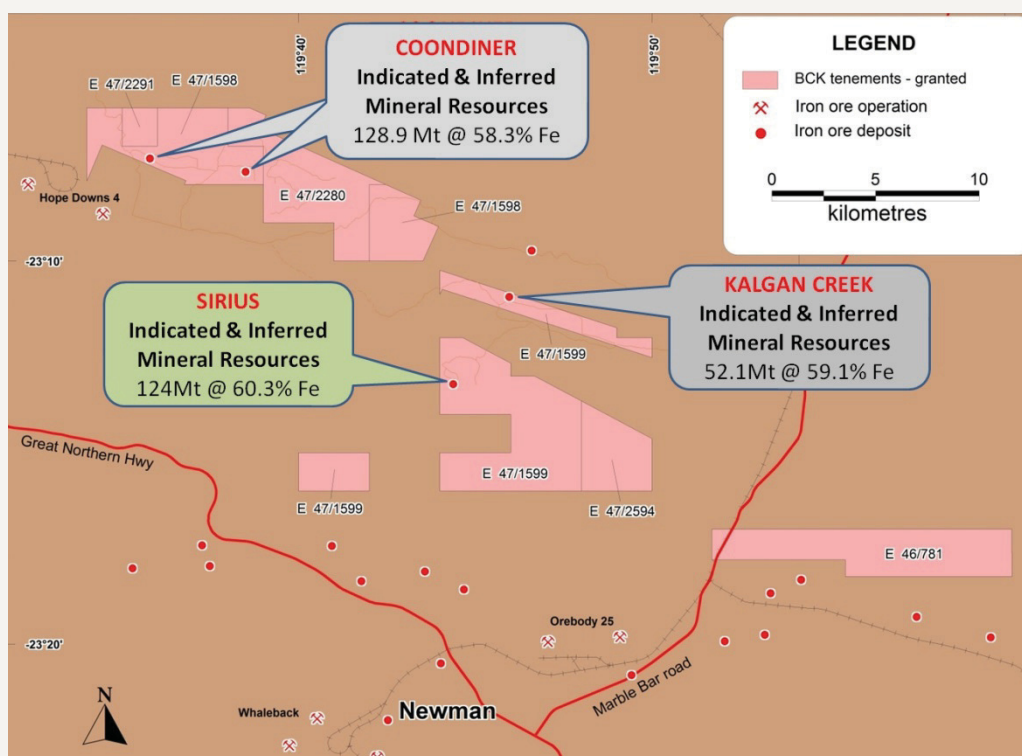 119°40'
119°50'
COONDINER
Indicated & Inferred
Mineral Resources
128.9 Mt @ 58.3% Fe
LEGEND
BCK tenements - granted
Iron ore operation
Iron ore deposit
0 5 10
kilometres
E 47/2291
E 47/1598
Hope Downs 4
E 47/2280
E 47/1598
-23°10'
SIRIUS
Indicated & Inferred
Mineral Resources
124Mt @ 60.3% Fe
KALGAN CREEK
Indicated & Inferred
Mineral Resources
52.1Mt @ 59.1% Fe
E 47/1599
Great Northern Hwy
E 47/1599
E 47/1599
E 47/2594
E 46/781
-23°20'
Orebody 25
Marble Bar road
N
Whaleback
Newman